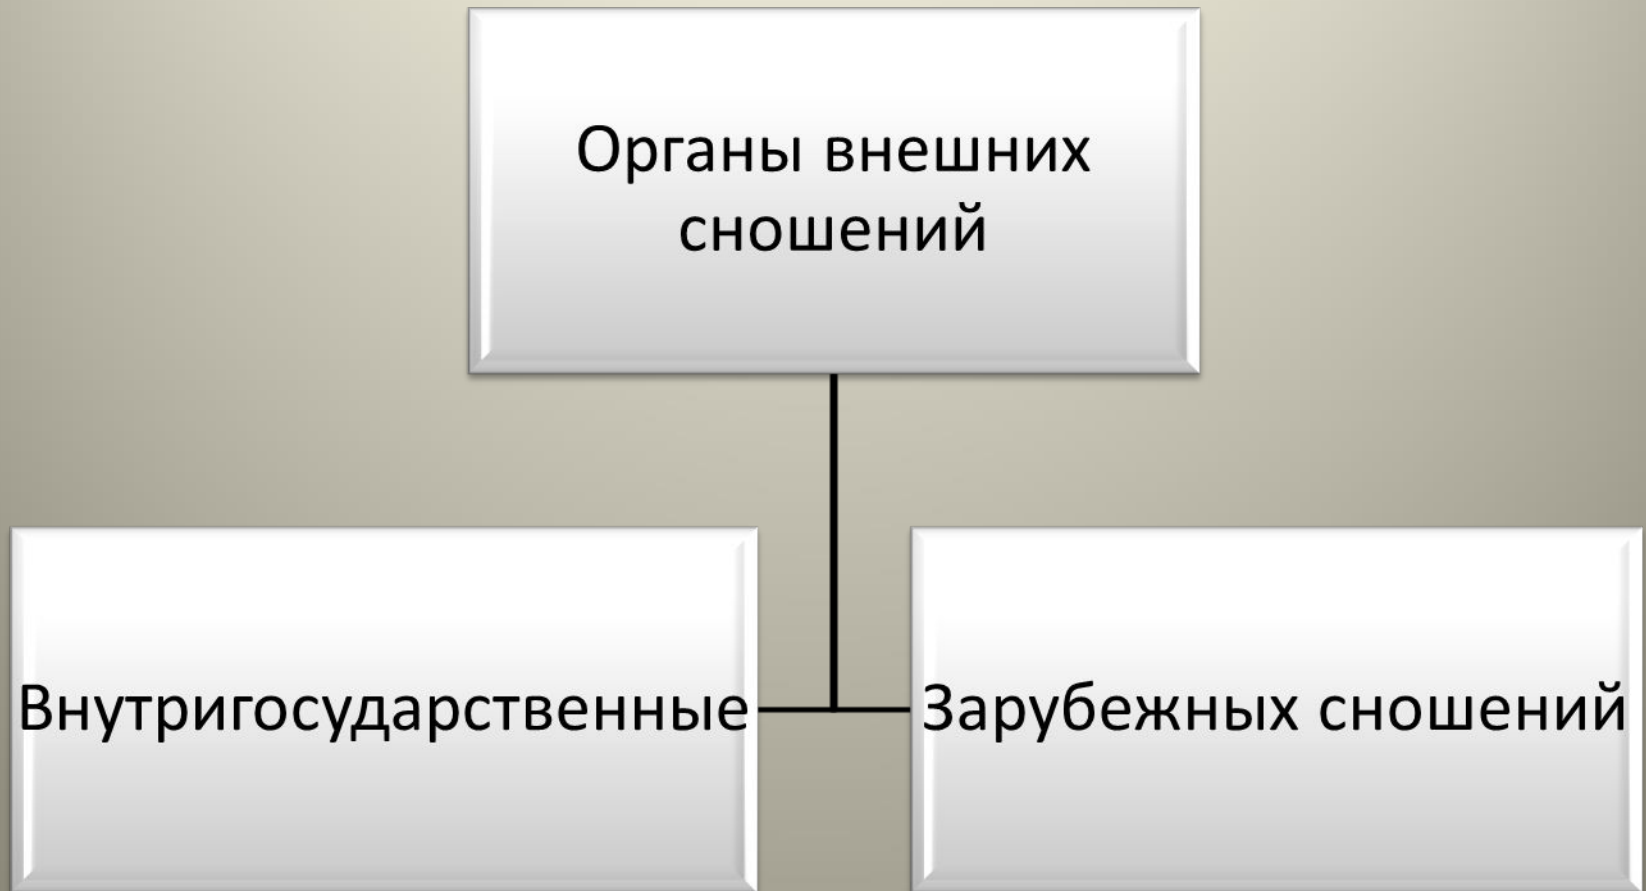 Органы внешних
сношений
Внутригосударственные
Зарубежных сношений